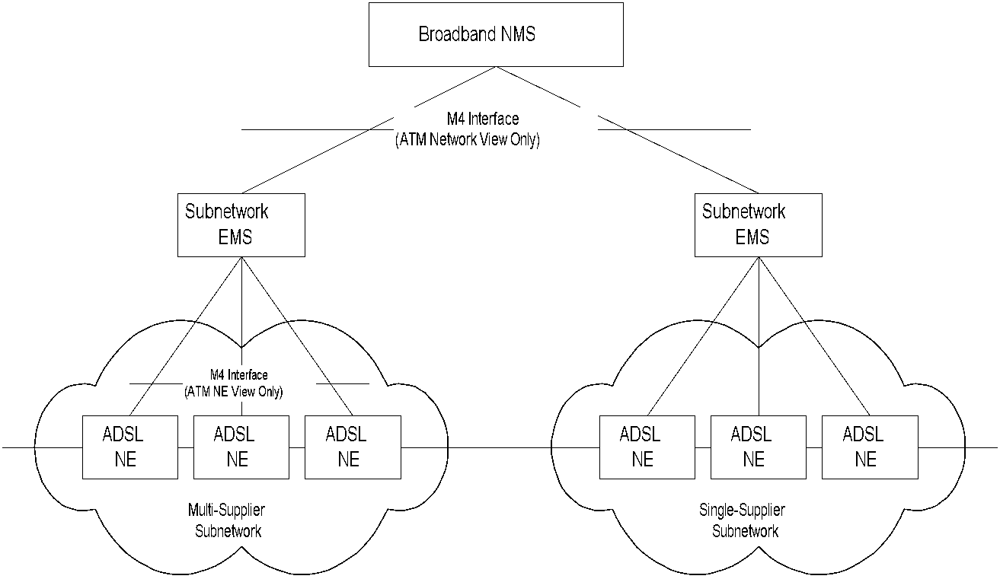 Broadband NMS
M4 Interface
(ATM Network View Only)
Subnetwork
EMS
Subnetwork
EMS
M4 Interface
(ATM NE View Only)
ADSL
NE
ADSL
NE
ADSL
NE
ADSL
NE
ADSL
NE
ADSL
NE
Multi-Supplier
Subnetwork
Single-Supplier
Subnetwork